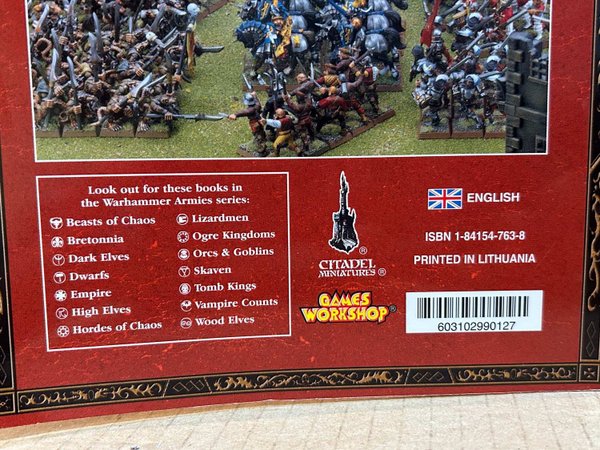 Look out for these books in
the Warhammer Armies series:
Beasts of Chaos
Bretonnia
Dark Elves
Dwarfs
Empire
High Elves
Hordes of Chaos
Lizardmen
Ogre Kingdoms
Orcs & Goblins
Skaven
Tomb Kings
Vampire Counts
Wood Elves
CITADEL
MINIATURES®
GAMES
WORKSHOP®
ENGLISH
ISBN 1-84154-763-8
PRINTED IN LITHUANIA
603102990127